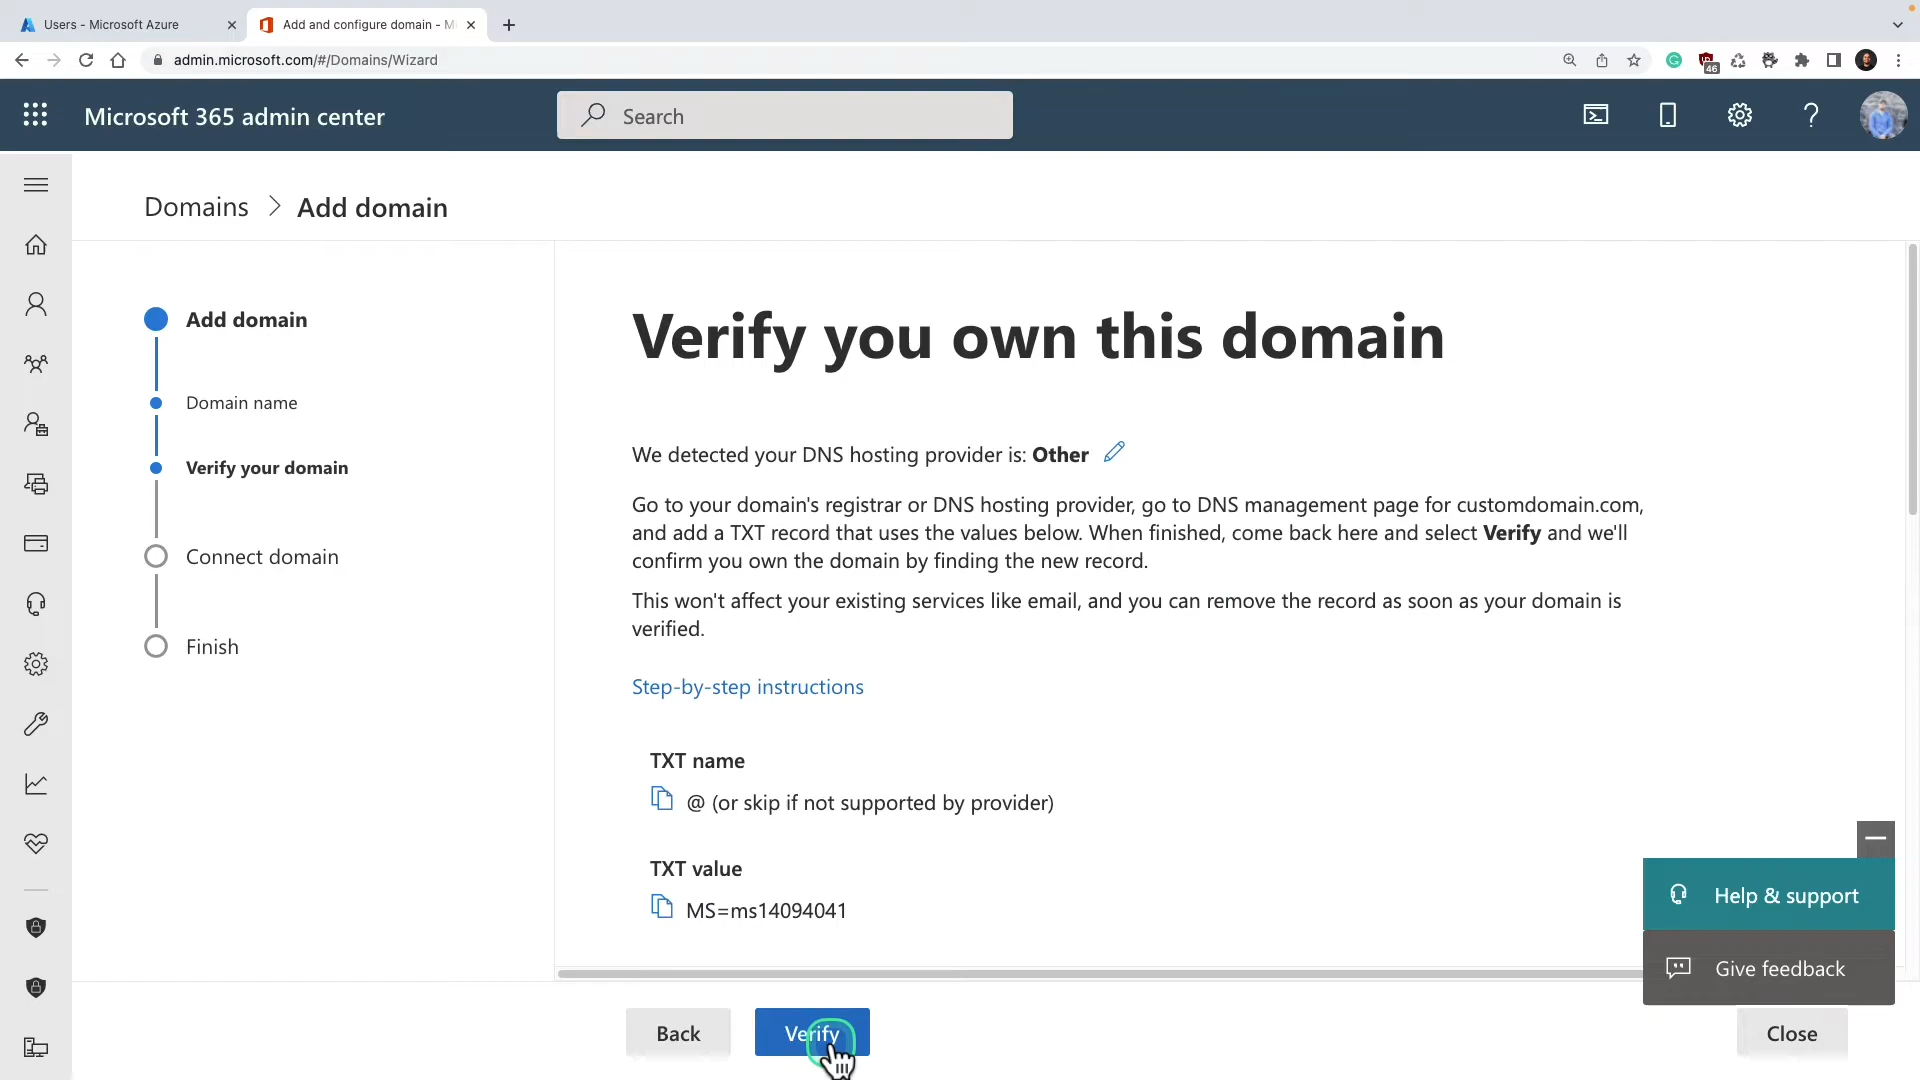 Users - Microsoft Azure
Add and configure domain - M
admin.microsoft.com/#/Domains/Wizard
46
Microsoft 365 admin center
Search
Domains > Add domain
Add domain
Domain name
Verify your domain
Connect domain
Finish
Verify you own this domain
We detected your DNS hosting provider is: Other
Go to your domain's registrar or DNS hosting provider, go to DNS management page for customdomain.com,
and add a TXT record that uses the values below. When finished, come back here and select Verify and we'll
confirm you own the domain by finding the new record.
This won't affect your existing services like email, and you can remove the record as soon as your domain is
verified.
Step-by-step instructions
TXT name
@ (or skip if not supported by provider)
TXT value
MS=ms14094041
Help & support
Give feedback
Back
Verify
Close